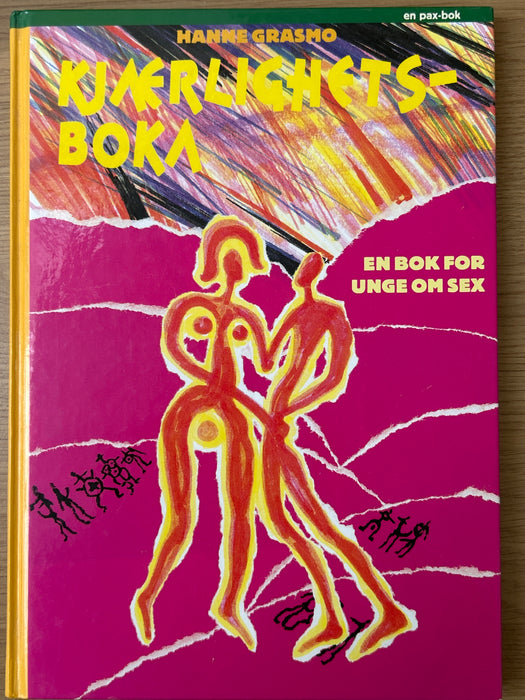 en pax-bok
HANNE GRASMO
KJÆRLIGHETS-
BOKA
EN BOK FOR
UNGE OM SEX